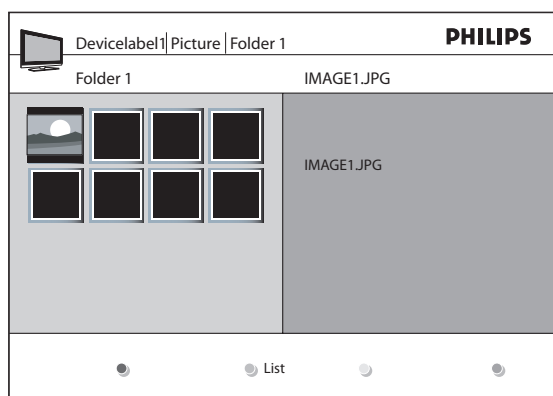 Devicelabel1 Picture Folder 1 PHILIPS
Folder 1 IMAGE1.JPG
IMAGE1.JPG
List